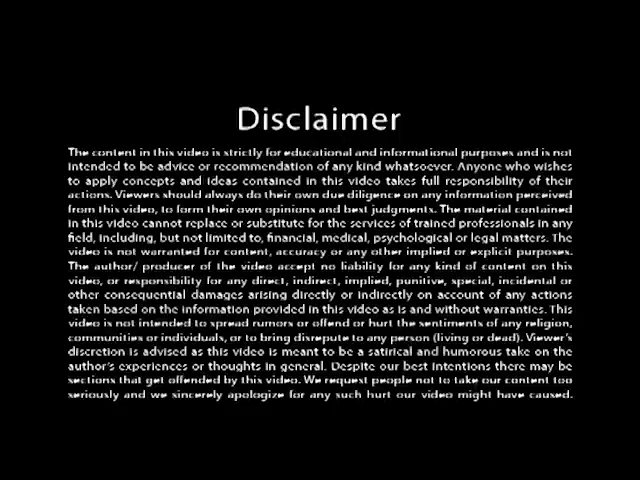 Disclaimer
The content in this video is strictly for educational and informational purposes and is not
intended to be advice or recommendation of any kind whatsoever. Anyone who wishes
to apply concepts and ideas contained in this video takes full responsibility of their
actions. Viewers should always do their own due diligence on any information perceived
from this video, to form their own opinions and best judgments. The material contained
in this video cannot replace or substitute for the services of trained professionals in any
field, including, but not limited to, financial, medical, psychological or legal matters. The
video is not warranted for content, accuracy or any other implied or explicit purposes.
The author/ producer of the video accept no liability for any kind of content on this
video, or responsibility for any direct, indirect, implied, punitive, special, incidental or
other consequential damages arising directly or indirectly on account of any actions
taken based on the information provided in this video as is and without warranties. This
video is not intended to spread rumors or offend or hurt the sentiments of any religion,
communities or individuals, or to bring disrepute to any person (living or dead). Viewer's
discretion is advised as this video is meant to be a satirical and humorous take on the
author's experiences or thoughts in general. Despite our best intentions there may be
sections that get offended by this video. We request people not to take our content too
seriously and we sincerely apologize for any such hurt our video might have caused.